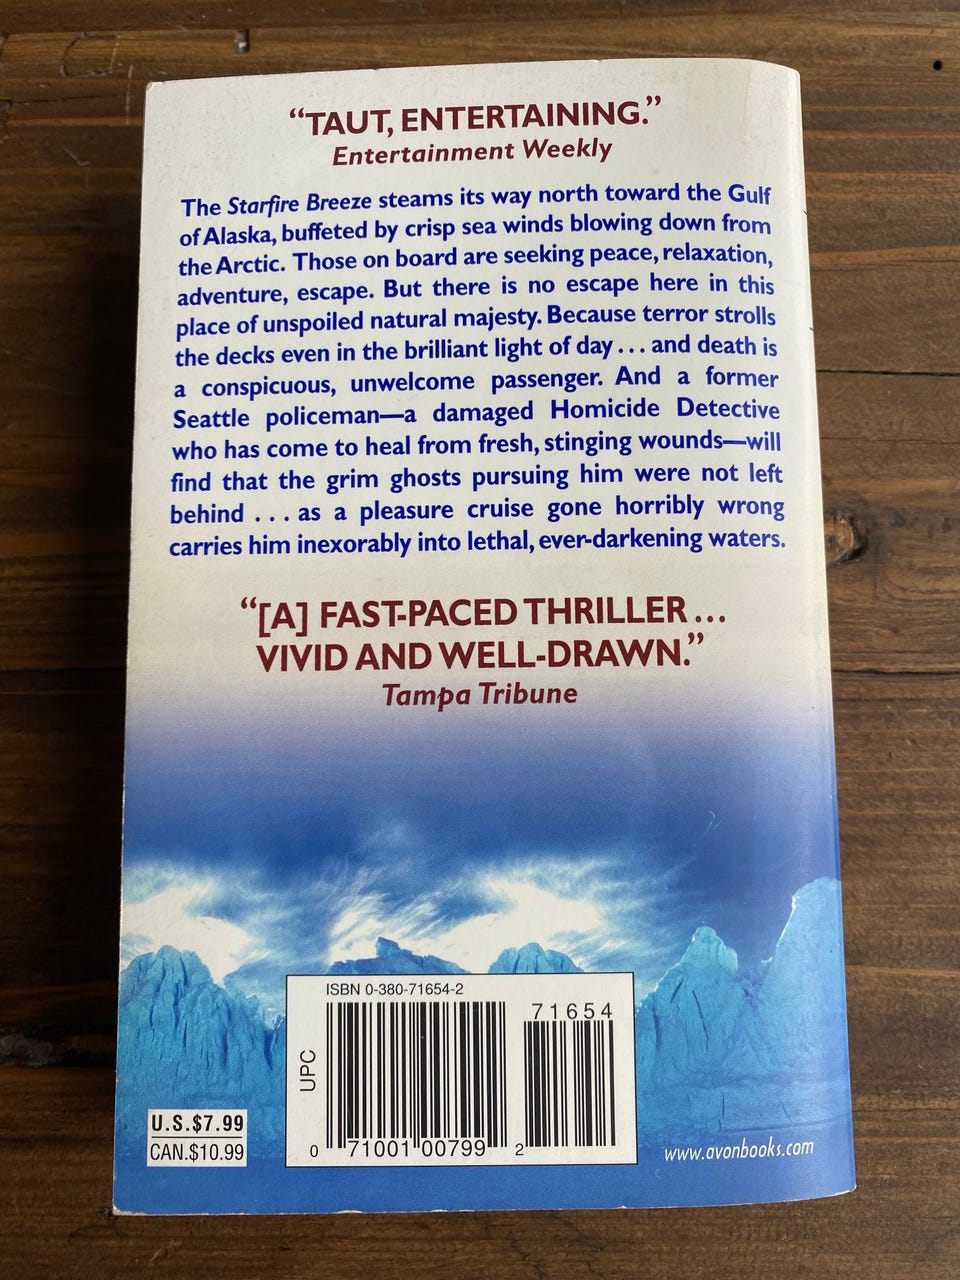 “TAUT, ENTERTAINING.”
Entertainment Weekly
The Starfire Breeze steams its way north toward the Gulf
of Alaska, buffeted by crisp sea winds blowing down from
the Arctic. Those on board are seeking peace, relaxation,
adventure, escape. But there is no escape here in this
place of unspoiled natural majesty. Because terror strolls
the decks even in the brilliant light of day . . . and death is
a conspicuous, unwelcome passenger. And a former
Seattle policeman—a damaged Homicide Detective
who has come to heal from fresh, stinging wounds—will
find that the grim ghosts pursuing him were not left
behind . . . as a pleasure cruise gone horribly wrong
carries him inexorably into lethal, ever-darkening waters.
“[A] FAST-PACED THRILLER . . .
VIVID AND WELL-DRAWN.”
Tampa Tribune
ISBN 0-380-71654-2
71654
UPC
0 71001 00799 2
U.S.$7.99
CAN.$10.99
www.avonbooks.com